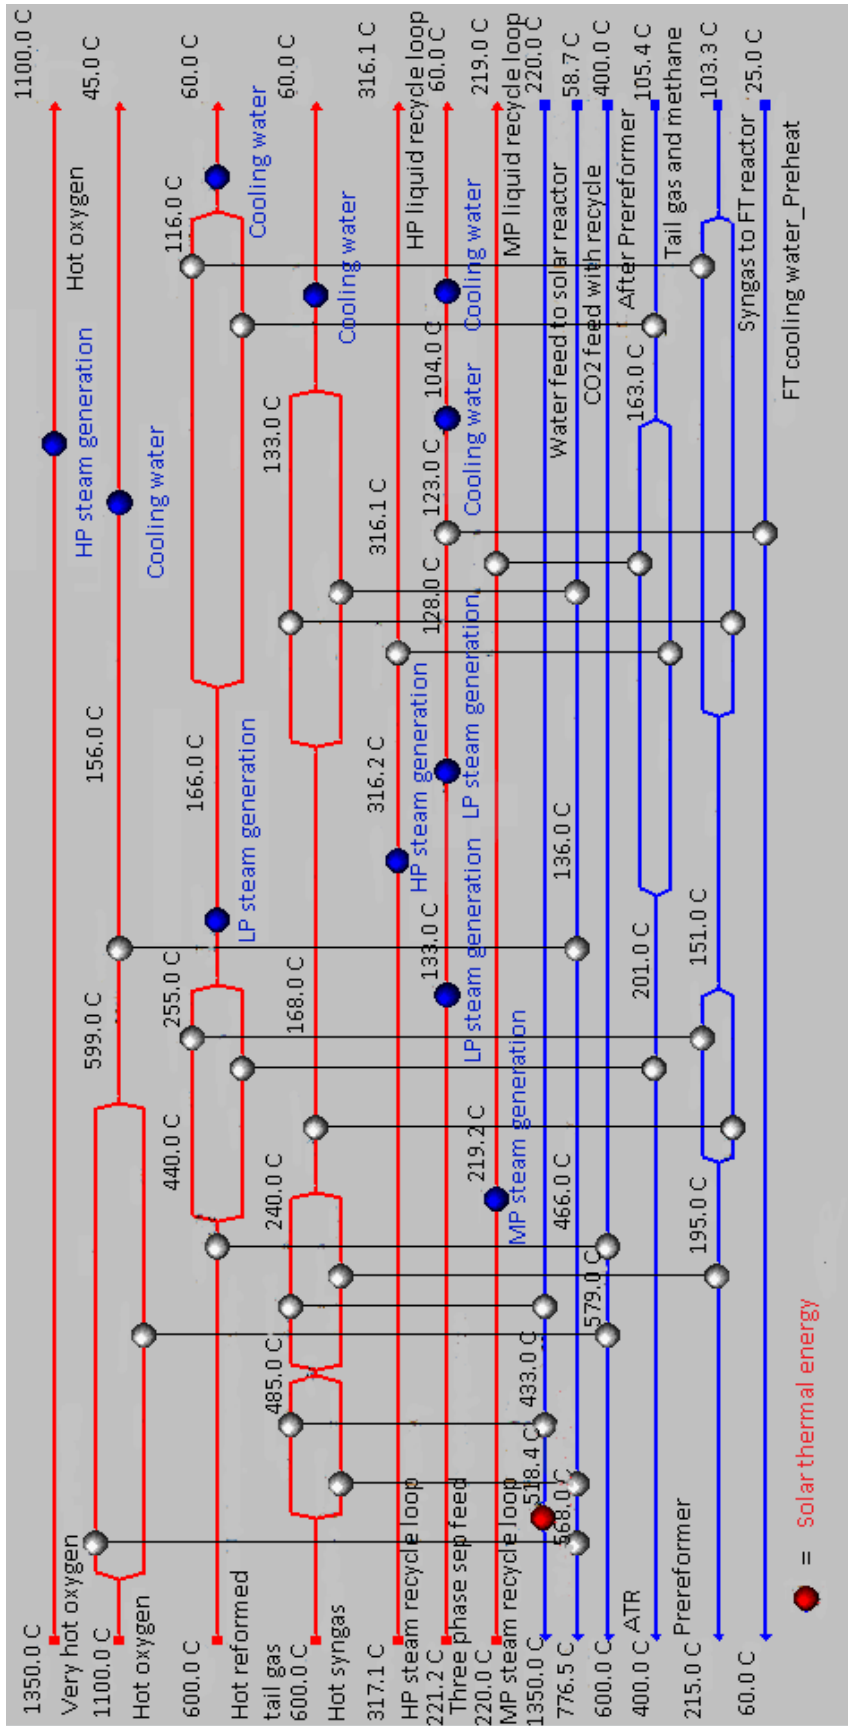 1350.0 C
1100.0 C
Very hot oxygen
HP steam generation
Hot oxygen
1100.0 C
599.0 C
156.0 C
45.0 C
Hot oxygen
Cooling water
600.0 C
440.0 C
255.0 C
166.0 C
116.0 C
60.0 C
Hot reformed
tail gas
LP steam generation
Cooling water
600.0 C
485.0 C
240.0 C
168.0 C
133.0 C
60.0 C
Hot syngas
Cooling water
317.1 C
316.2 C
316.1 C
316.1 C
HP steam recycle loop
HP steam generation
HP liquid recycle loop
221.2 C
133.0 C
128.0 C
123.0 C
104.0 C
60.0 C
Three phase sep feed
LP steam generation
LP steam generation
Cooling water
Cooling water
220.0 C
219.2 C
219.0 C
MP steam recycle loop
MP steam generation
MP liquid recycle loop
1350.0 C
518.4 C
433.0 C
220.0 C
Water feed to solar reactor
776.5 C
568.0 C
466.0 C
136.0 C
58.7 C
CO2 feed with recycle
600.0 C
579.0 C
400.0 C
ATR
After Prereformer
400.0 C
201.0 C
163.0 C
105.4 C
Prereformer
Tail gas and methane
215.0 C
195.0 C
151.0 C
103.3 C
Syngas to FT reactor
60.0 C
25.0 C
FT cooling water_Preheat
= Solar thermal energy